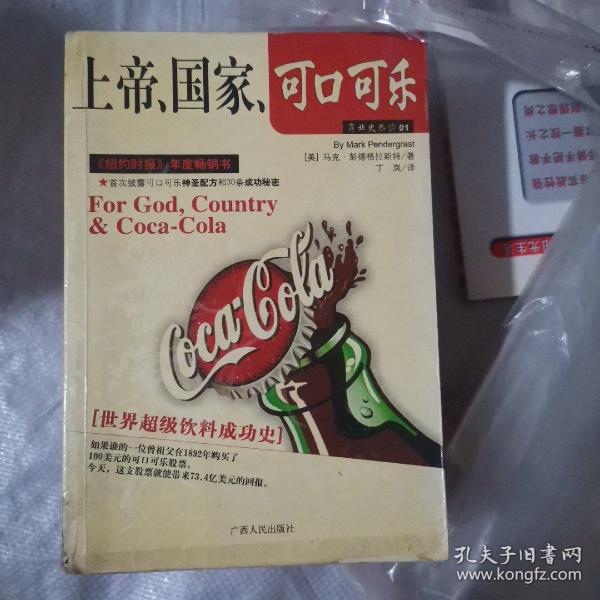 上帝、国家、可口可乐
商业史丛书01
By Mark Pendergrast
[美] 马克·彭德格拉斯特/著
丁 岚/译
《纽约时报》年度畅销书
★首次披露可口可乐神圣配方和30条成功秘密
For God, Country
& Coca-Cola
Coca-Cola
[世界超级饮料成功史]
如果谁的一位曾祖父在1892年购买了
100美元的可口可乐股票，
今天，这支股票就能带来73.4亿美元的回报。
广西人民出版社
阳光生活
孔夫子旧书网
www.kongfz.com